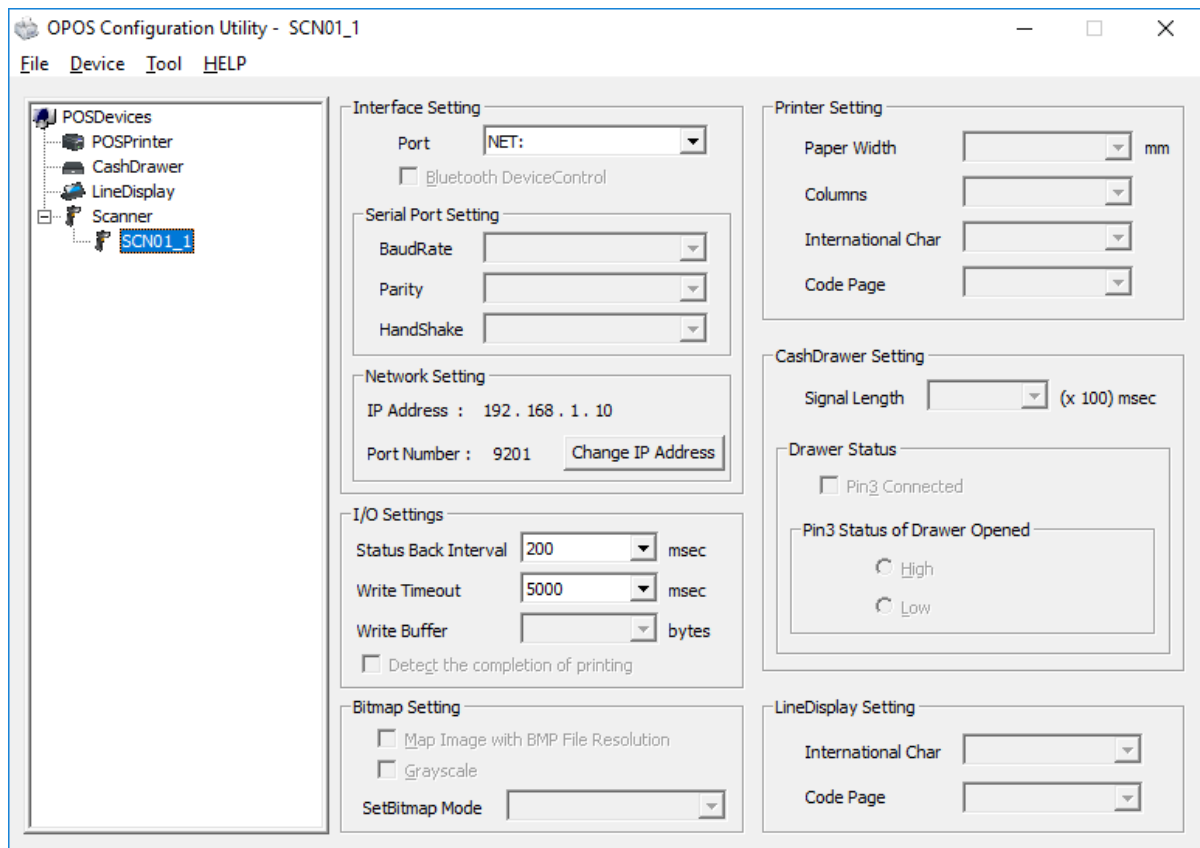 OPOS Configuration Utility - SCN01_1
File Device Tool HELP
POSDevices
POSPrinter
CashDrawer
LineDisplay
Scanner
SCN01_1
Interface Setting
Port NET:
Bluetooth DeviceControl
Serial Port Setting
BaudRate
Parity
HandShake
Network Setting
IP Address : 192 . 168 . 1 . 10
Port Number : 9201 Change IP Address
I/O Settings
Status Back Interval 200 msec
Write Timeout 5000 msec
Write Buffer bytes
Detect the completion of printing
Bitmap Setting
Map Image with BMP File Resolution
Grayscale
SetBitmap Mode
Printer Setting
Paper Width mm
Columns
International Char
Code Page
CashDrawer Setting
Signal Length (x 100) msec
Drawer Status
Pin3 Connected
Pin3 Status of Drawer Opened
High
Low
LineDisplay Setting
International Char
Code Page